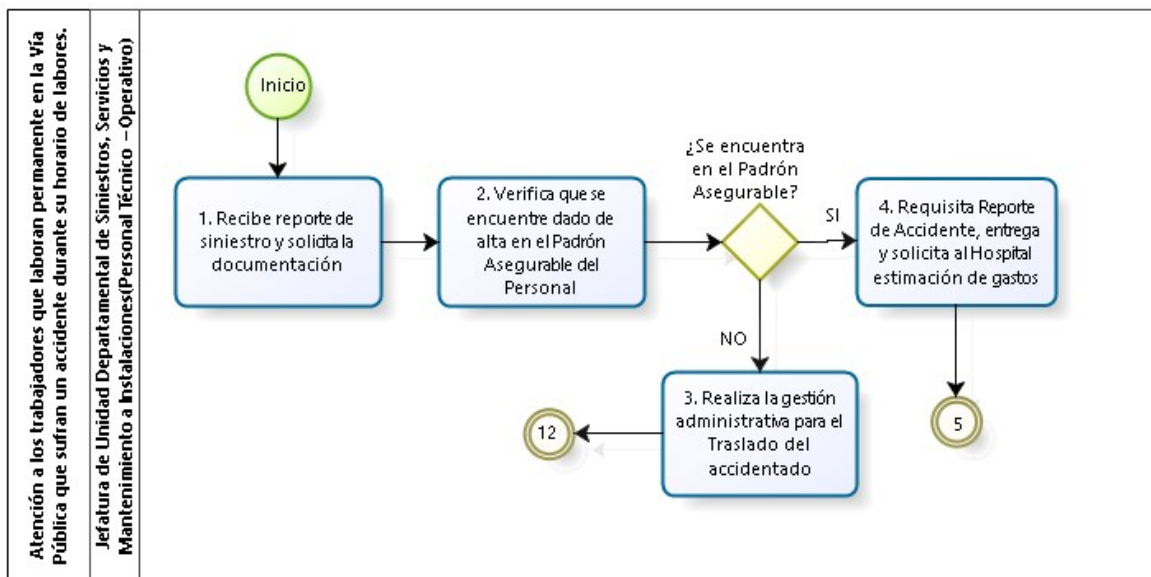 Atención a los trabajadores que laboran permanente en la Vía
Pública que sufran un accidente durante su horario de labores.
Jefatura de Unidad Departamental de Siniestros, Servicios y
Mantenimiento a Instalaciones(Personal Técnico – Operativo)
Inicio
1. Recibe reporte de
siniestro y solicita la
documentación
2. Verifica que se
encuentre dado de
alta en el Padrón
Asegurable del
Personal
¿Se encuentra
en el Padrón
Asegurable?
SI
4. Requisita Reporte
de Accidente, entrega
y solicita al Hospital
estimación de gastos
NO
3. Realiza la gestión
administrativa para el
Traslado del
accidentado
12
5